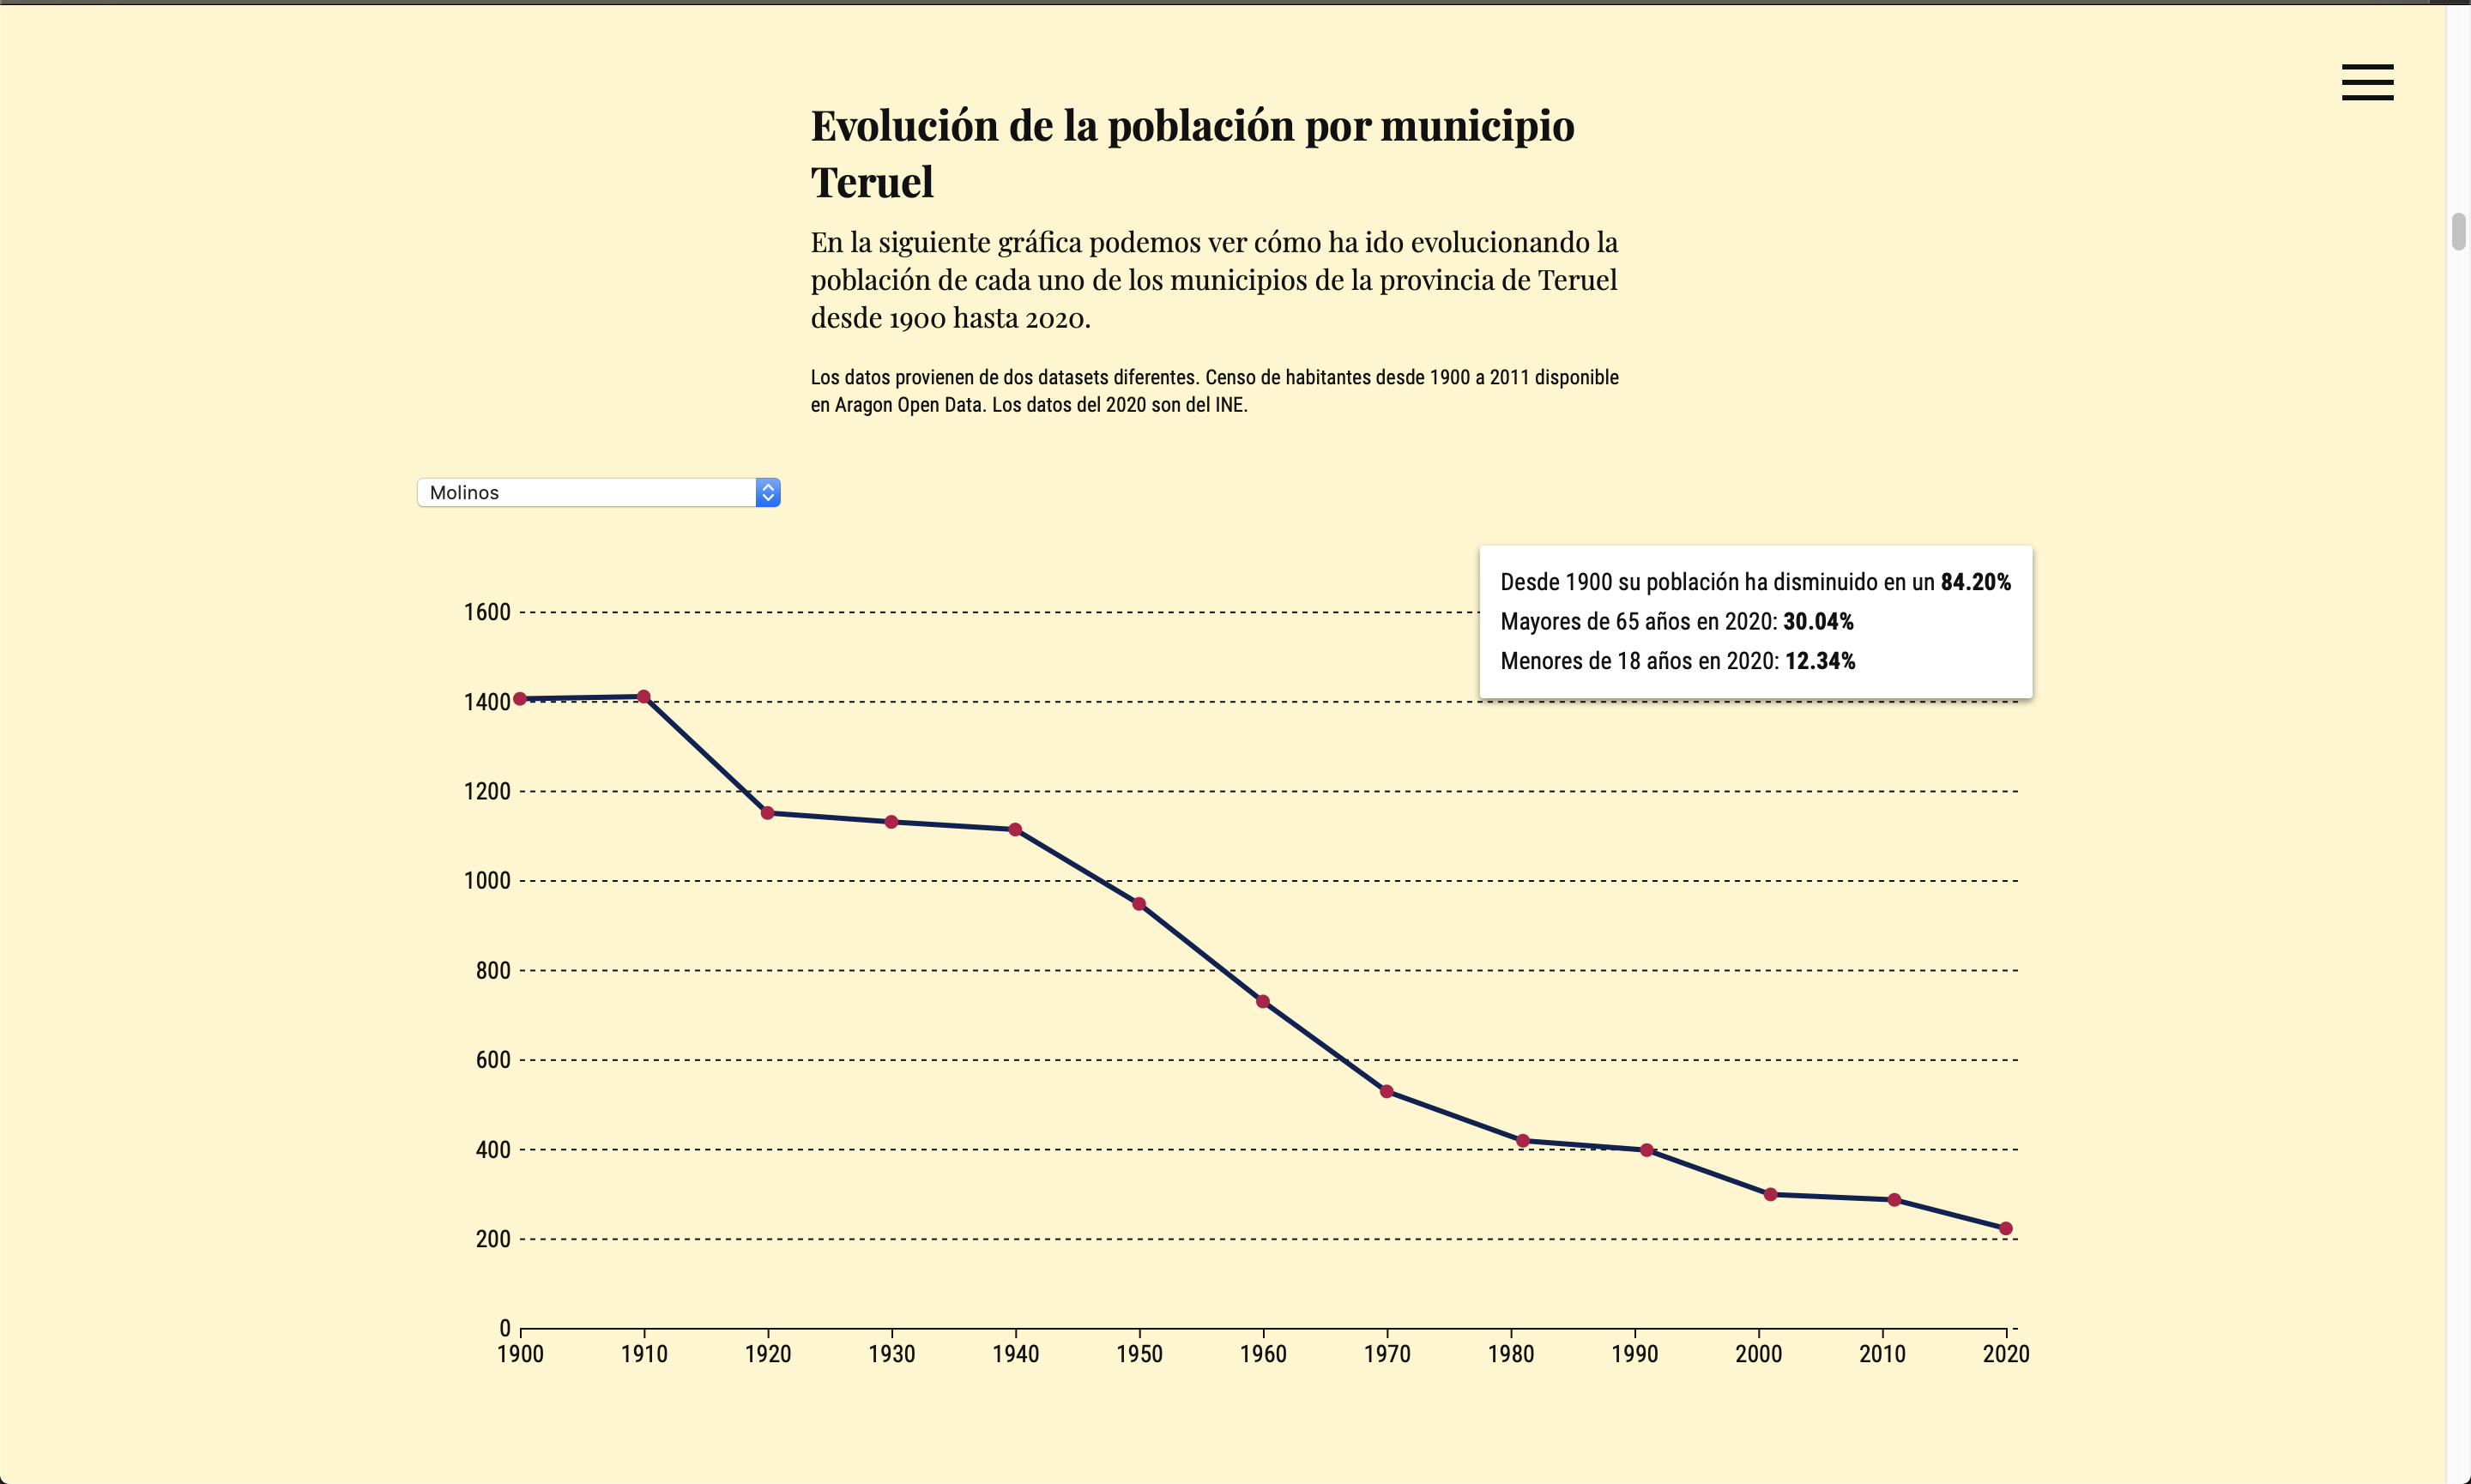 Evolución de la población por municipio
Teruel
En la siguiente gráfica podemos ver cómo ha ido evolucionando la
población de cada uno de los municipios de la provincia de Teruel
desde 1900 hasta 2020.
Los datos provienen de dos datasets diferentes. Censo de habitantes desde 1900 a 2011 disponible
en Aragon Open Data. Los datos del 2020 son del INE.
Molinos
Desde 1900 su población ha disminuido en un 84.20%
Mayores de 65 años en 2020: 30.04%
Menores de 18 años en 2020: 12.34%
1600
1400
1200
1000
800
600
400
200
0
1900 1910 1920 1930 1940 1950 1960 1970 1980 1990 2000 2010 2020